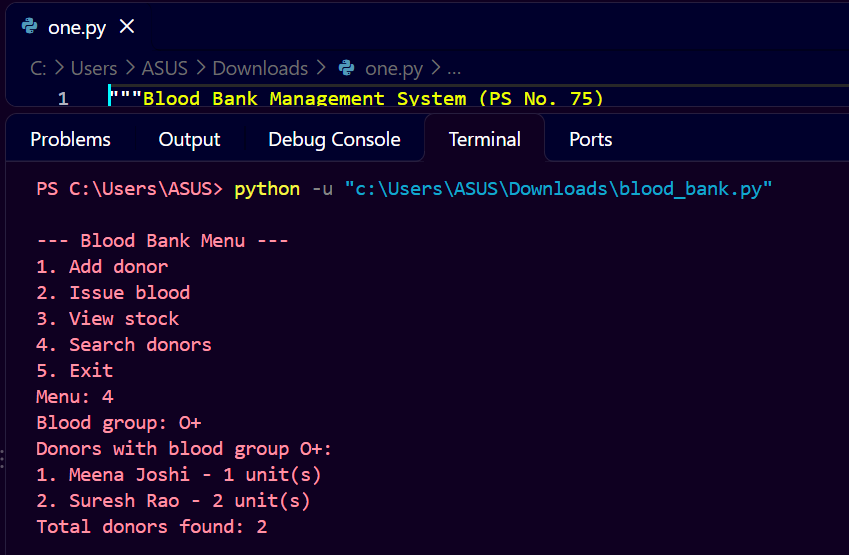 one.py
C: > Users > ASUS > Downloads > one.py > ...
1 """Blood Bank Management System (PS No. 75)
Problems Output Debug Console Terminal Ports
PS C:\Users\ASUS> python -u "c:\Users\ASUS\Downloads\blood_bank.py"
--- Blood Bank Menu ---
1. Add donor
2. Issue blood
3. View stock
4. Search donors
5. Exit
Menu: 4
Blood group: O+
Donors with blood group O+:
1. Meena Joshi - 1 unit(s)
2. Suresh Rao - 2 unit(s)
Total donors found: 2